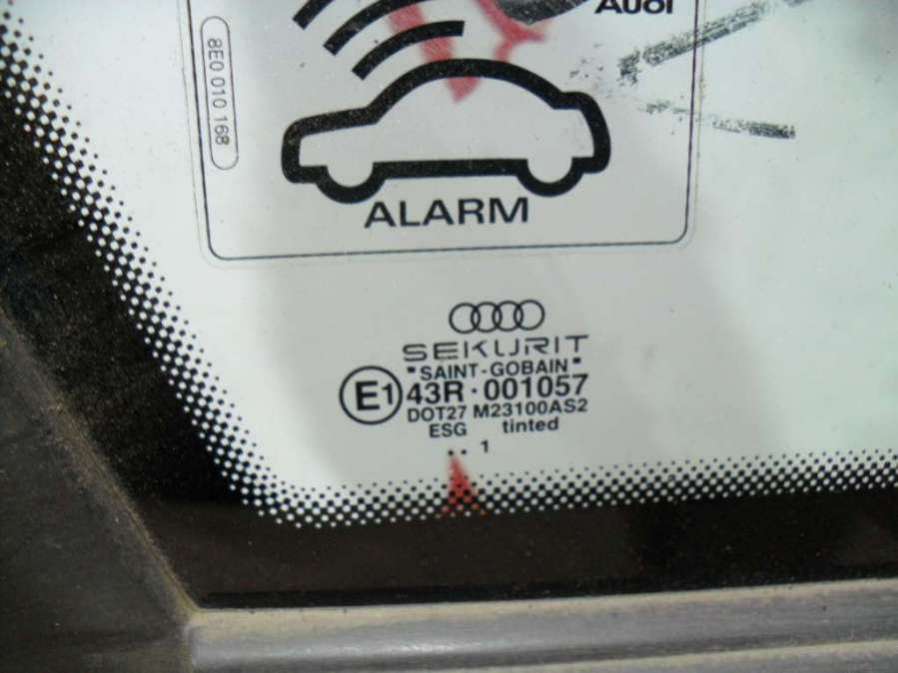 Audi
8E0 010 168
ALARM
SEKURIT
"SAINT-GOBAIN"
E1 43R·001057
DOT27 M23100AS2
ESG tinted
.. 1